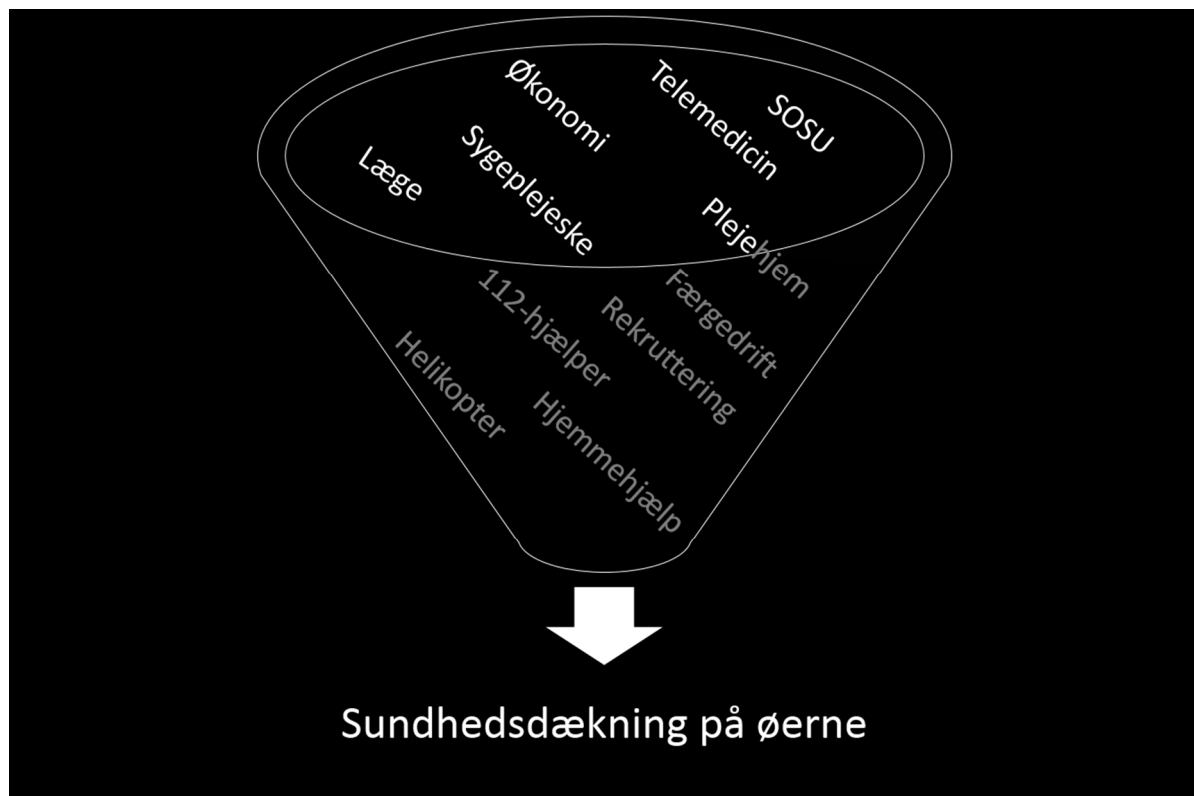 Økonomi
Telemedicin
SOSU
Læge
Sygeplejeske
Plejehjem
112-hjælper
Rekruttering
Færgedrift
Helikopter
Hjemmehjælp
Sundhedsdækning på øerne